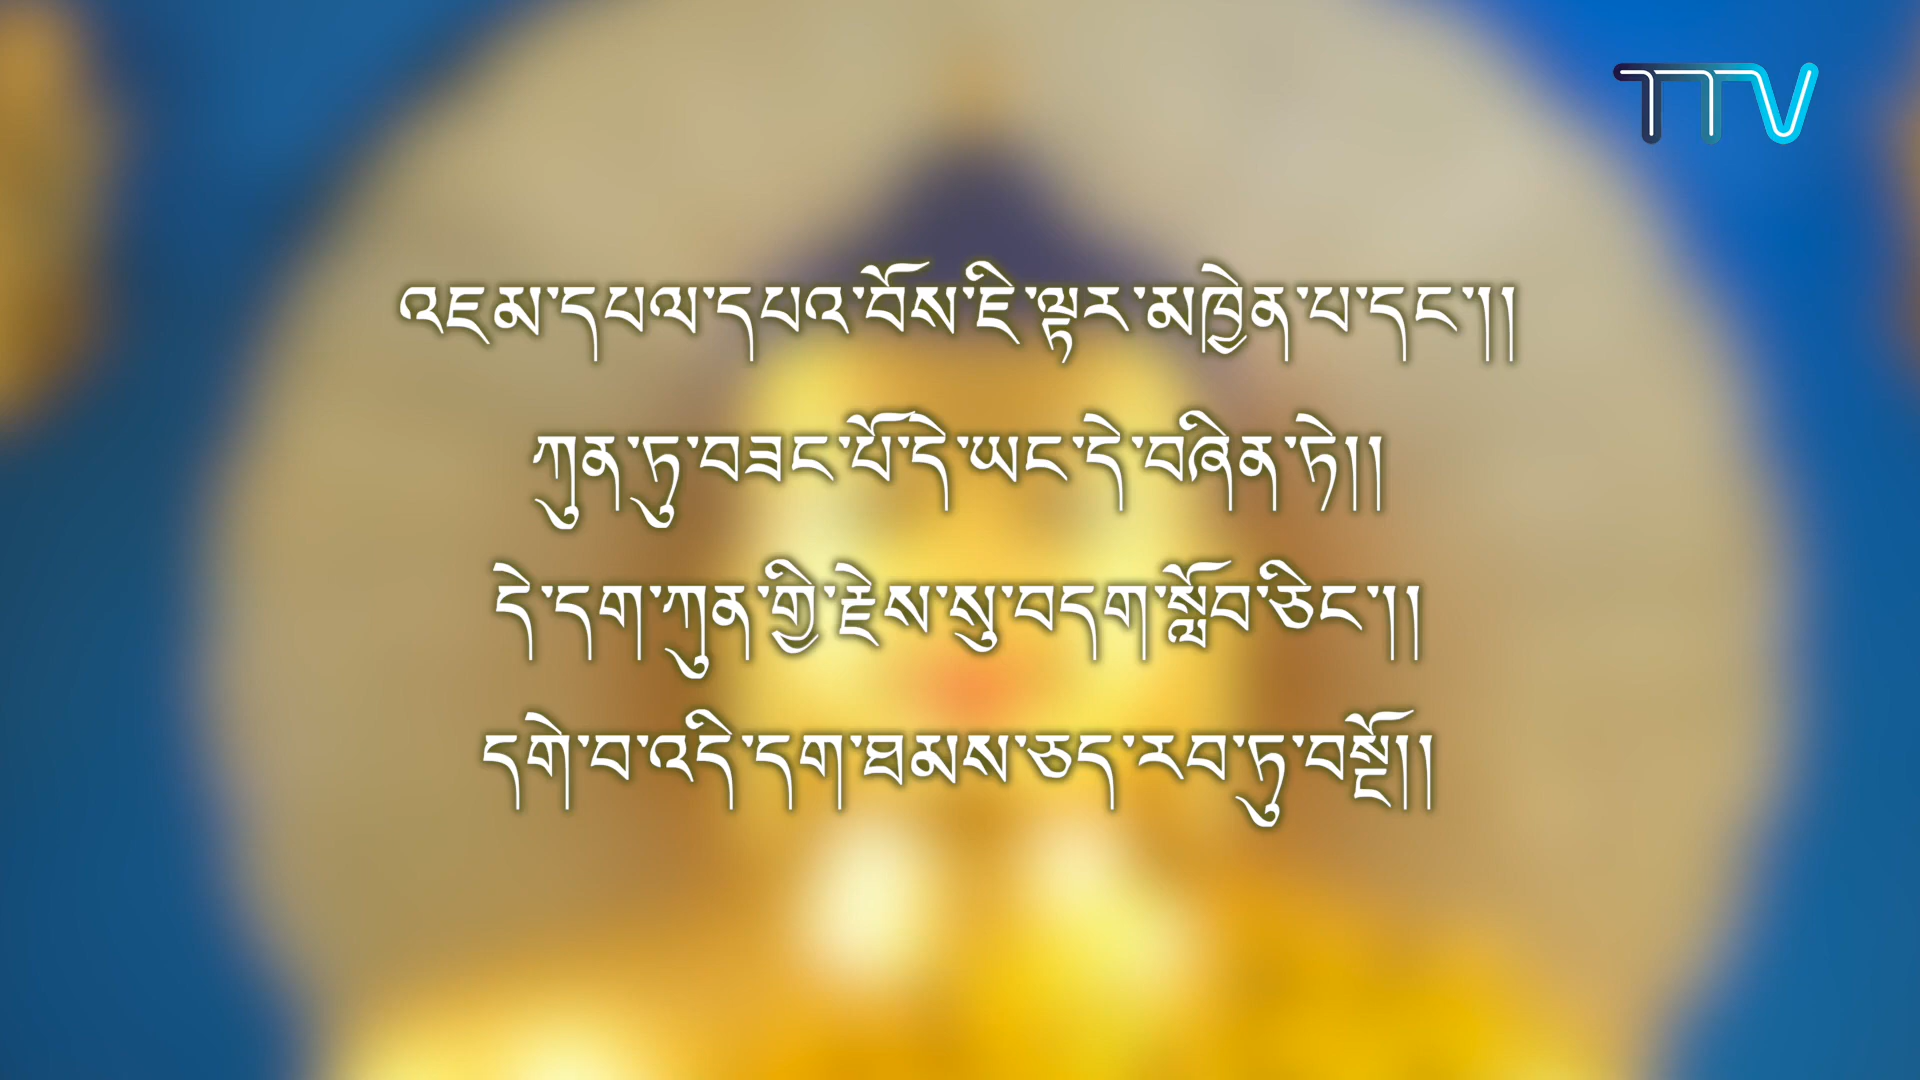 TTV
འཇམ་དཔལ་དཔའ་བོས་ཇི་ལྟར་མཁྱེན་པ་དང་།།
ཀུན་ཏུ་བཟང་པོ་དེ་ཡང་དེ་བཞིན་ཏེ།།
དེ་དག་ཀུན་གྱི་རྗེས་སུ་བདག་སློབ་ཅིང་།།
དགེ་བ་འདི་དག་ཐམས་ཅད་རབ་ཏུ་བསྔོ།།